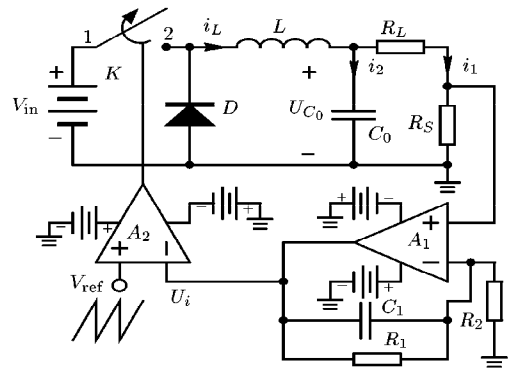 1
2
i_L
L
R_L
+
K
+
i_2
i_1
V_in
D
U_C0
C_0
R_S
−
−
− +
+ −
− +
A_2
+
A_1
+ −
−
V_ref
U_i
− +
C_1
R_2
R_1